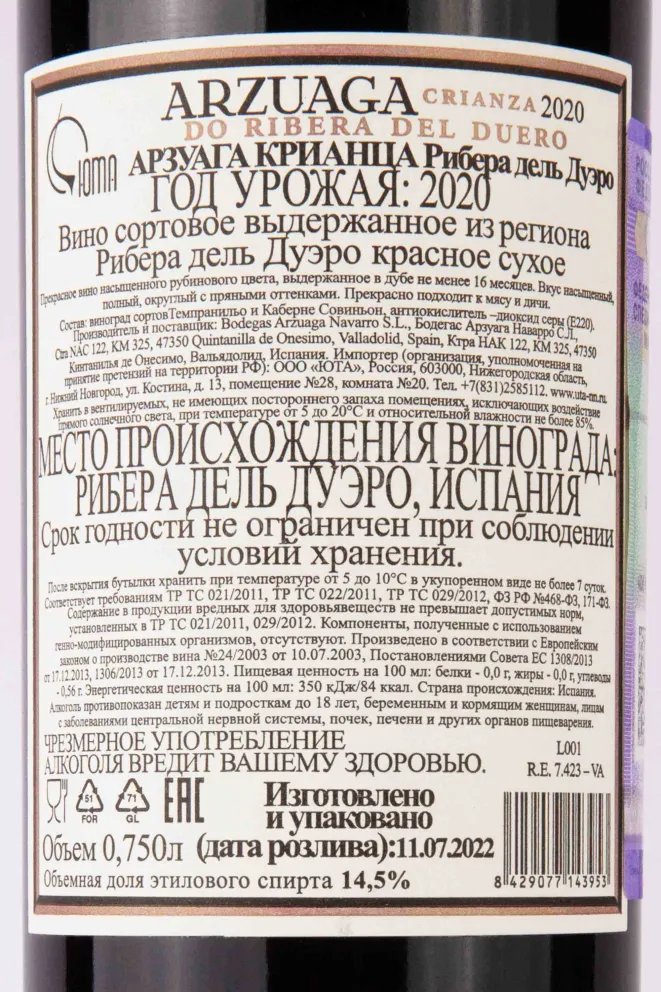 ARZUAGA CRIANZA 2020
DO RIBERA DEL DUERO
ЮТА
АРЗУАГА КРИАНЦА Рибера дель Дуэро
ГОД УРОЖАЯ: 2020
Вино сортовое выдержанное из региона
Рибера дель Дуэро красное сухое
Прекрасное вино насыщенного рубинового цвета, выдержанное в дубе не менее 16 месяцев. Вкус насыщенный,
полный, округлый с пряными оттенками. Прекрасно подходит к мясу и дичи.
Состав: виноград сортовТемпранильо и Каберне Совиньон, антиокислитель –диоксид серы (E220).
Производитель и поставщик: Bodegas Arzuaga Navarro S.L., Бодегас Арзуага Наварро С.Л.,
Ctra NAC 122, KM 325, 47350 Quintanilla de Onesimo, Valladolid, Spain, Ктра НАК 122, КМ 325, 47350
Кинтанилья де Онесимо, Вальядолид, Испания. Импортер (организация, уполномоченная на
принятие претензий на территории РФ): ООО «ЮТА», Россия, 603000, Нижегородская область,
г. Нижний Новгород, ул. Костина, д. 13, помещение №28, комната №20. Тел. +7(831)2585112, www.uta-nn.ru.
Хранить в вентилируемых, не имеющих постороннего запаха помещениях, исключающих воздействие
прямого солнечного света, при температуре от 5 до 20°C и относительной влажности не более 85%.
МЕСТО ПРОИСХОЖДЕНИЯ ВИНОГРАДА:
РИБЕРА ДЕЛЬ ДУЭРО, ИСПАНИЯ
Срок годности не ограничен при соблюдении
условий хранения.
После вскрытия бутылки хранить при температуре от 5 до 10°C в укупоренном виде не более 7 суток.
Соответствует требованиям ТР ТС 021/2011, ТР ТС 022/2011, ТР ТС 029/2012, ФЗ РФ №468-ФЗ, 171-ФЗ.
Содержание в продукции вредных для здоровьявеществ не превышает допустимых норм,
установленных в ТР ТС 021/2011, 029/2012. Компоненты, полученные с использованием
генно-модифицированных организмов, отсутствуют. Произведено в соответствии с Европейским
законом о производстве вина №24/2003 от 10.07.2003, Постановлениями Совета ЕС 1308/2013
от 17.12.2013, 1306/2013 от 17.12.2013. Пищевая ценность на 100 мл: белки - 0,0 г, жиры - 0,0 г, углеводы
- 0,56 г. Энергетическая ценность на 100 мл: 350 кДж/84 ккал. Страна происхождения: Испания.
Алкоголь противопоказан детям и подросткам до 18 лет, беременным и кормящим женщинам, лицам
с заболеваниями центральной нервной системы, почек, печени и других органов пищеварения.
ЧРЕЗМЕРНОЕ УПОТРЕБЛЕНИЕ
АЛКОГОЛЯ ВРЕДИТ ВАШЕМУ ЗДОРОВЬЮ.
L001
R.E. 7.423–VA
51
FOR
71
GL
EAC
Изготовлено
и упаковано
(дата розлива):11.07.2022
Объем 0,750л
Объемная доля этилового спирта 14,5%
8 429077 143953